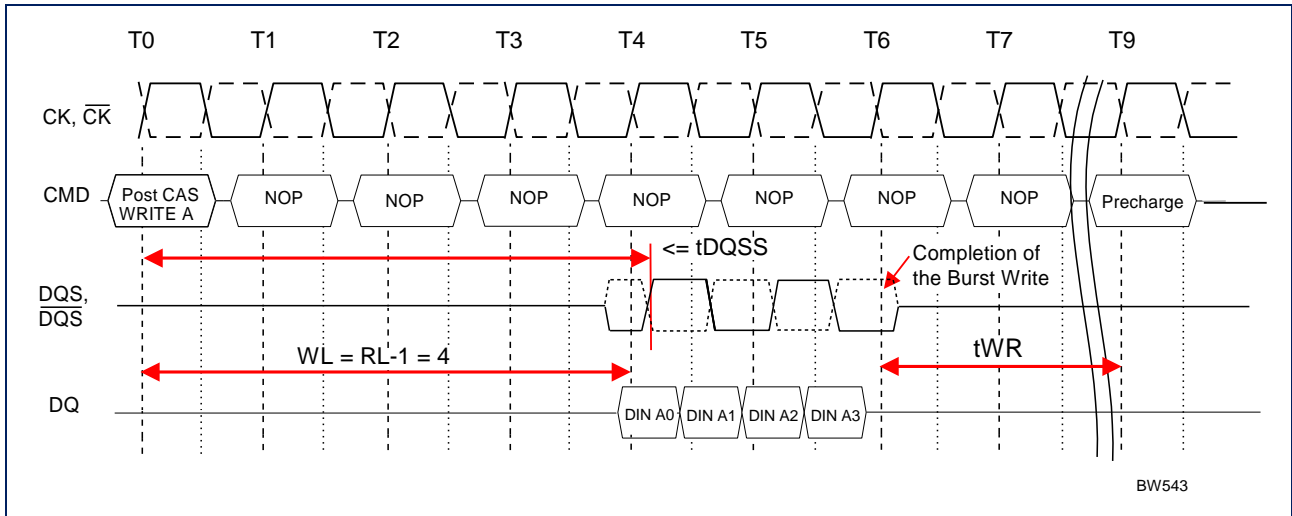 T0 T1 T2 T3 T4 T5 T6 T7 T9
CK, CK
CMD
Post CAS
WRITE A
NOP NOP NOP NOP NOP NOP NOP Precharge
<= tDQSS
Completion of
the Burst Write
DQS,
DQS
WL = RL-1 = 4
tWR
DQ
DIN A0 DIN A1 DIN A2 DIN A3
BW543